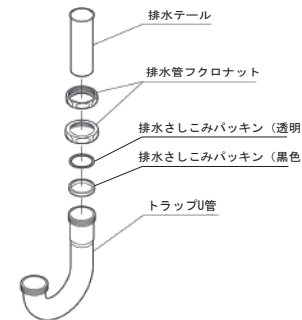 排水テール
排水管フクロナット
排水さしこみパッキン（透明
排水さしこみパッキン（黒色
トラップU管